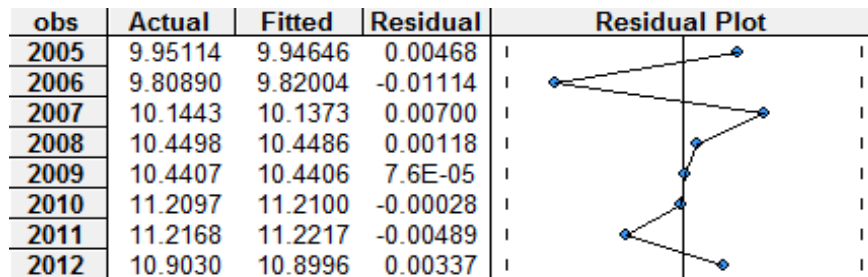 obs Actual Fitted Residual Residual Plot
2005 9.95114 9.94646 0.00468
2006 9.80890 9.82004 -0.01114
2007 10.1443 10.1373 0.00700
2008 10.4498 10.4486 0.00118
2009 10.4407 10.4406 7.6E-05
2010 11.2097 11.2100 -0.00028
2011 11.2168 11.2217 -0.00489
2012 10.9030 10.8996 0.00337